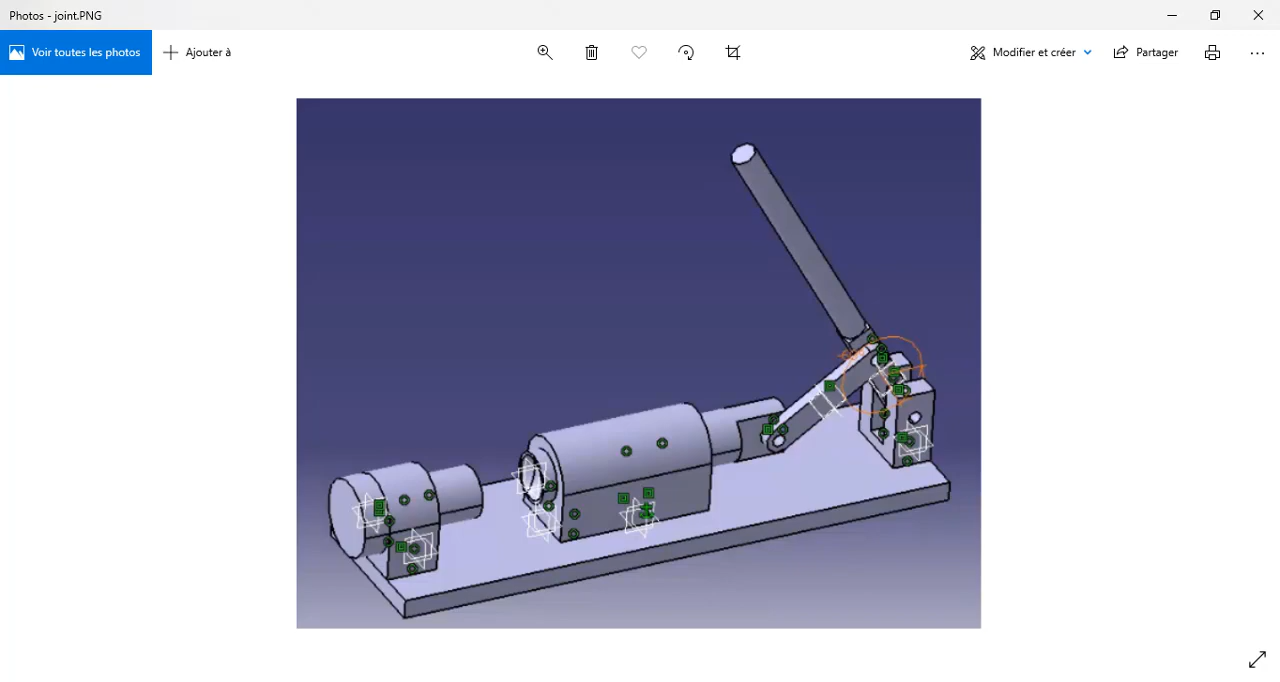 Photos - joint.PNG
Voir toutes les photos
Ajouter à
Modifier et créer
Partager